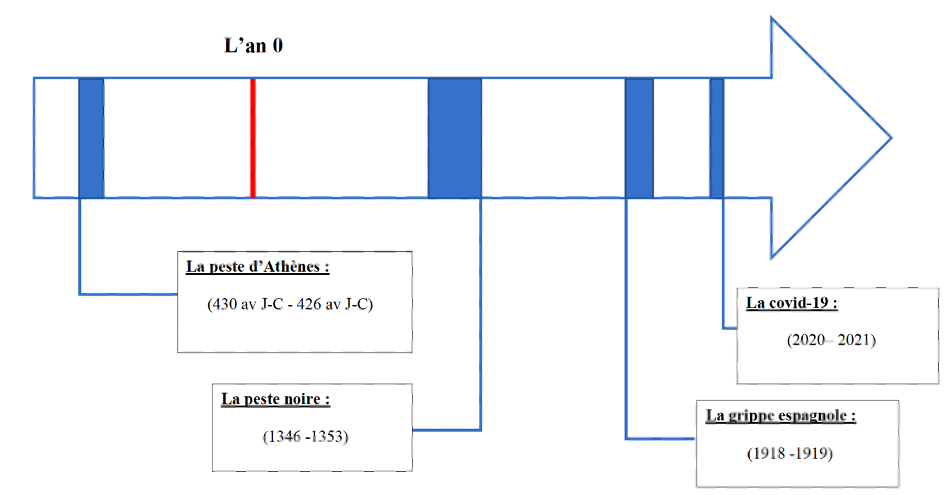 L'an 0
La peste d'Athènes :
(430 av J-C - 426 av J-C)
La peste noire :
(1346 -1353)
La covid-19 :
(2020– 2021)
La grippe espagnole :
(1918 -1919)